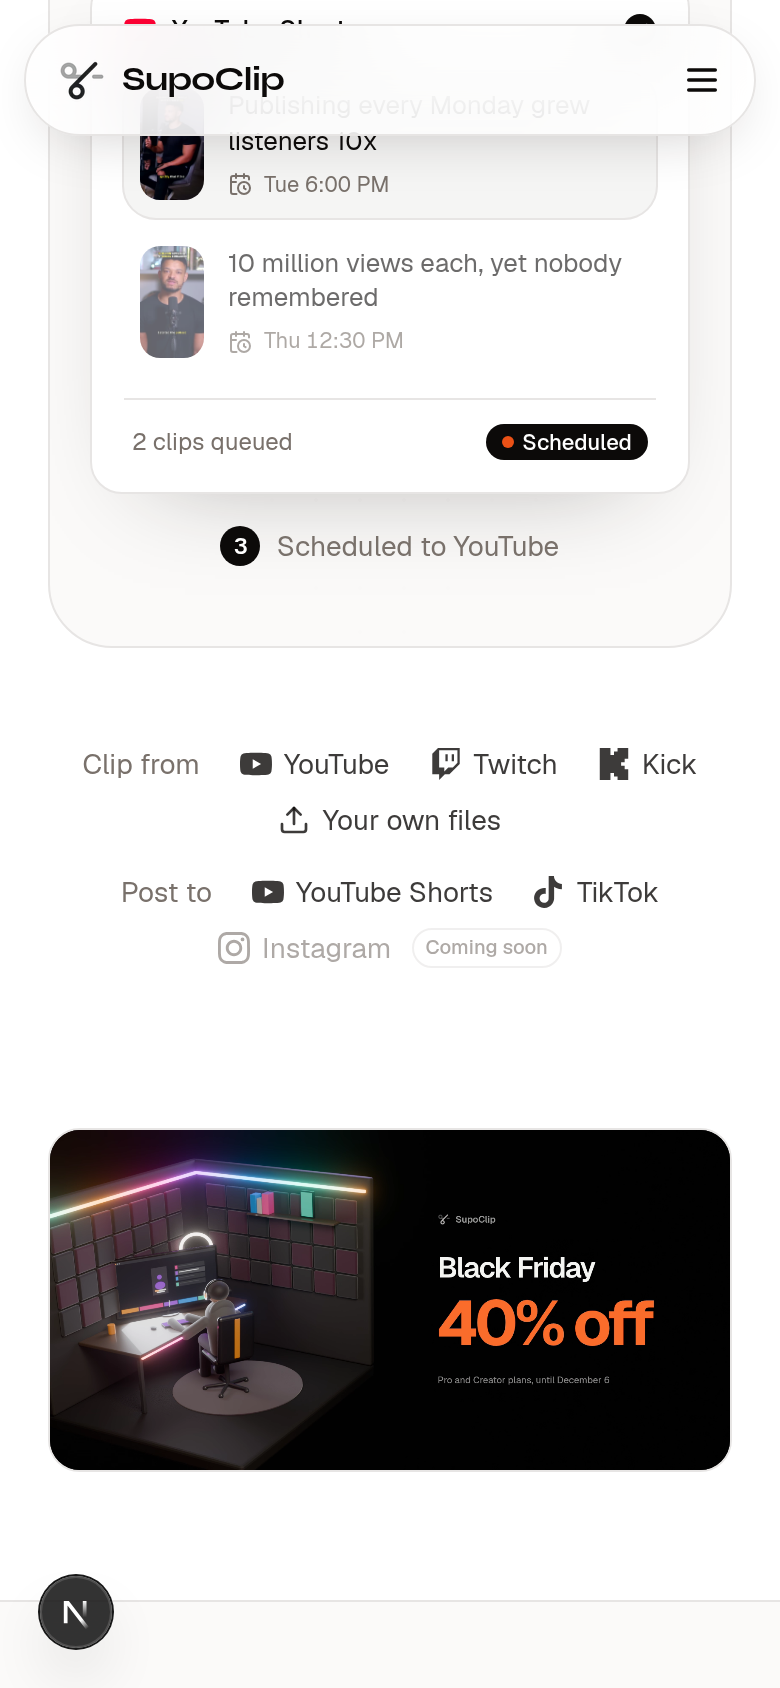 SupoClip
Publishing every Monday grew
listeners 10x
Tue 6:00 PM
10 million views each, yet nobody
remembered
Thu 12:30 PM
2 clips queued
Scheduled
3 Scheduled to YouTube
Clip from YouTube Twitch Kick
Your own files
Post to YouTube Shorts TikTok
Instagram Coming soon
SupoClip
Black Friday
40% off
Pro and Creator plans, until December 6
N